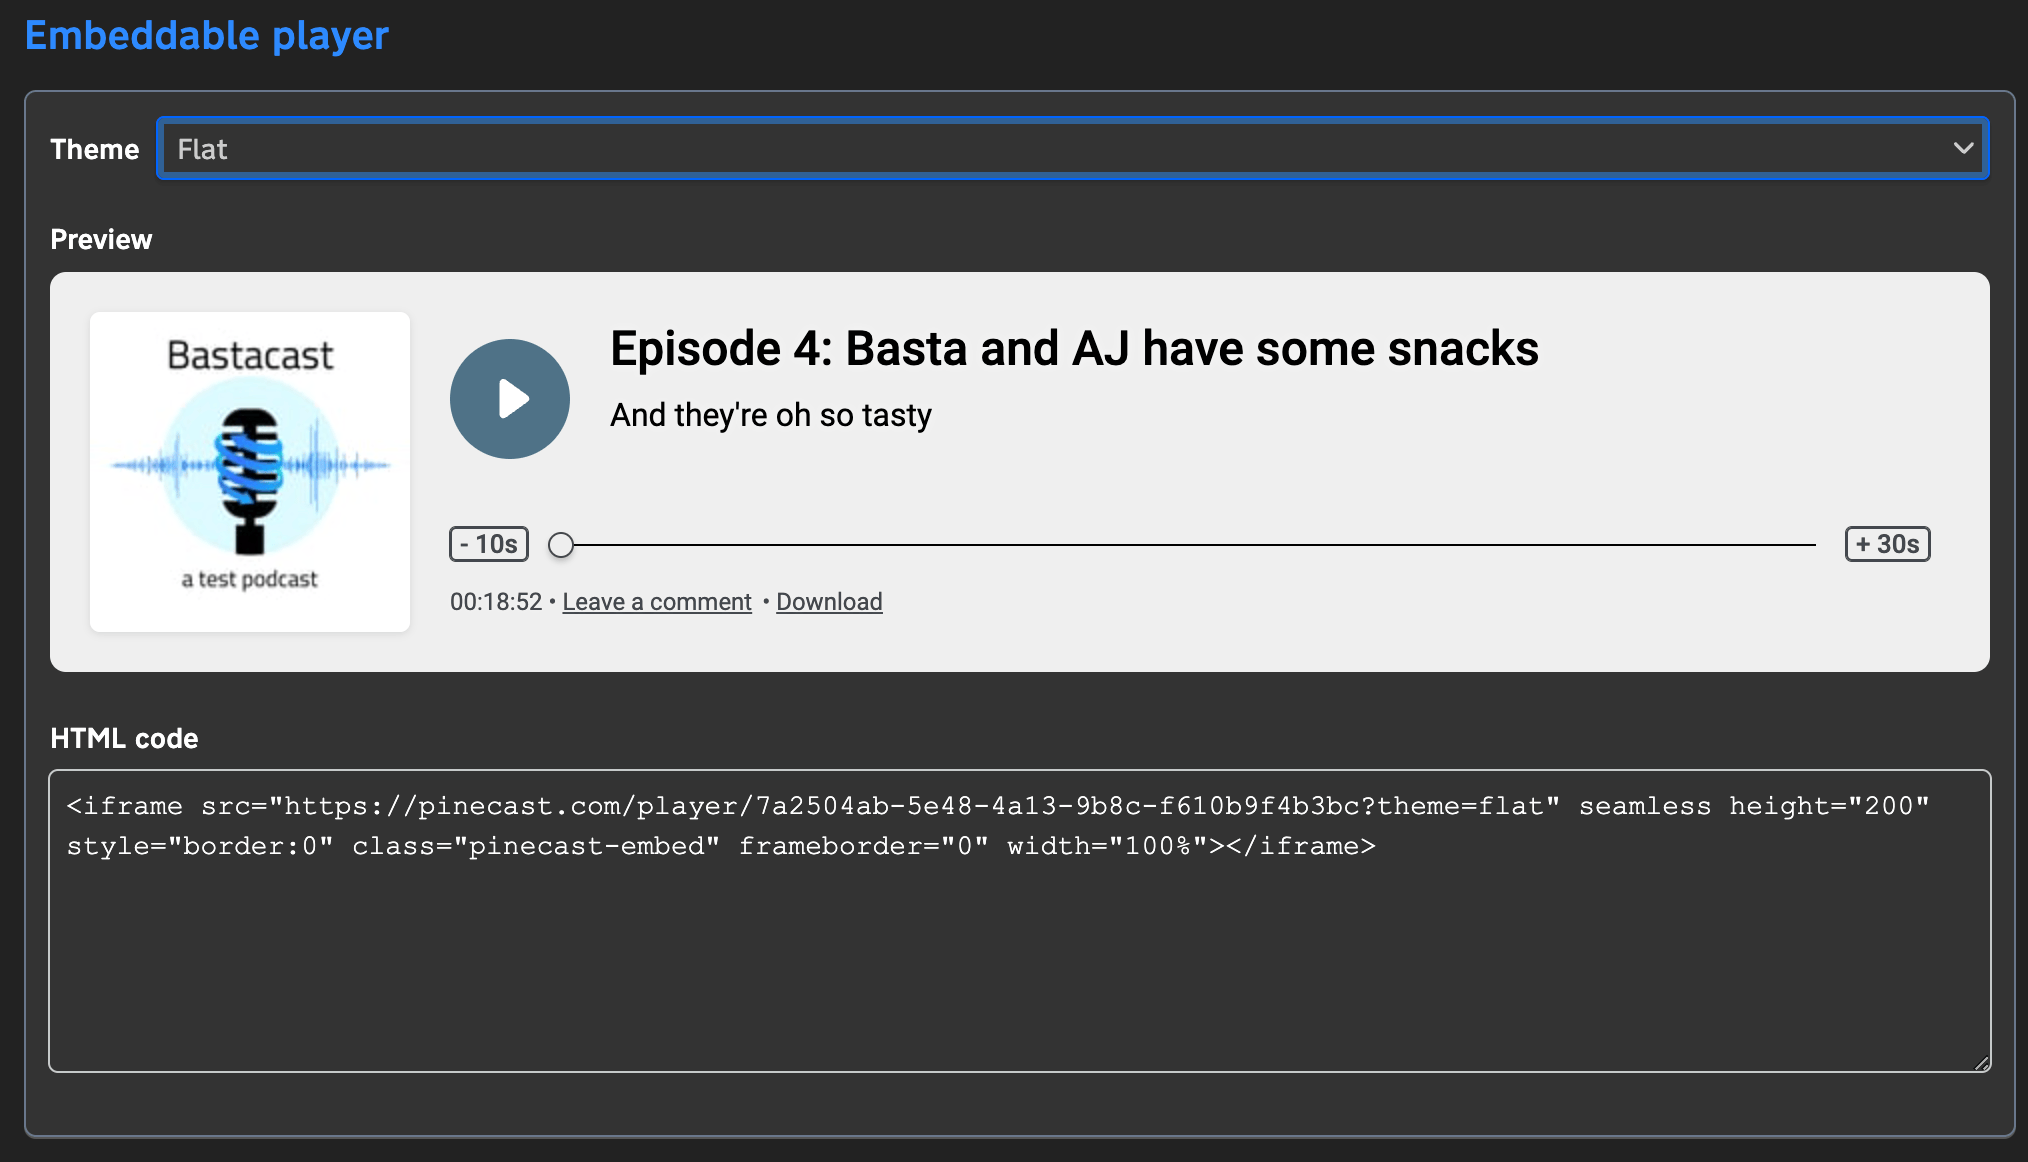 Embeddable player
Theme Flat
Preview
Bastacast
a test podcast
Episode 4: Basta and AJ have some snacks
And they're oh so tasty
- 10s + 30s
00:18:52 • Leave a comment • Download
HTML code
<iframe src="https://pinecast.com/player/7a2504ab-5e48-4a13-9b8c-f610b9f4b3bc?theme=flat" seamless height="200"
style="border:0" class="pinecast-embed" frameborder="0" width="100%"></iframe>